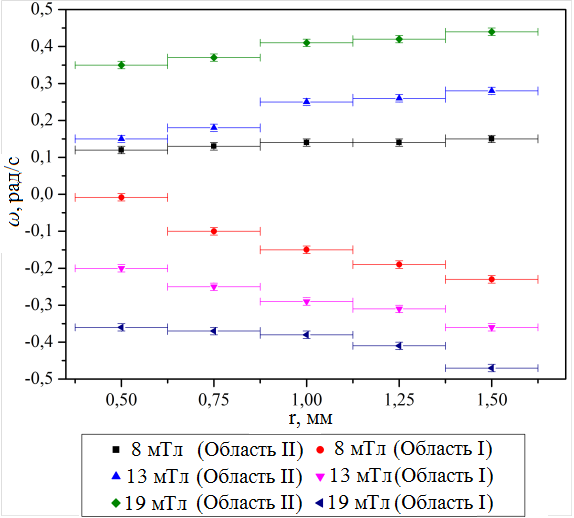 0,5
0,4
0,3
0,2
0,1
0,0
-0,1
-0,2
-0,3
-0,4
-0,5
ω, рад/с
0,50 0,75 1,00 1,25 1,50
r, мм
8 мТл (Область II) 8 мТл (Область I)
13 мТл (Область II) 13 мТл (Область I)
19 мТл (Область II) 19 мТл (Область I)